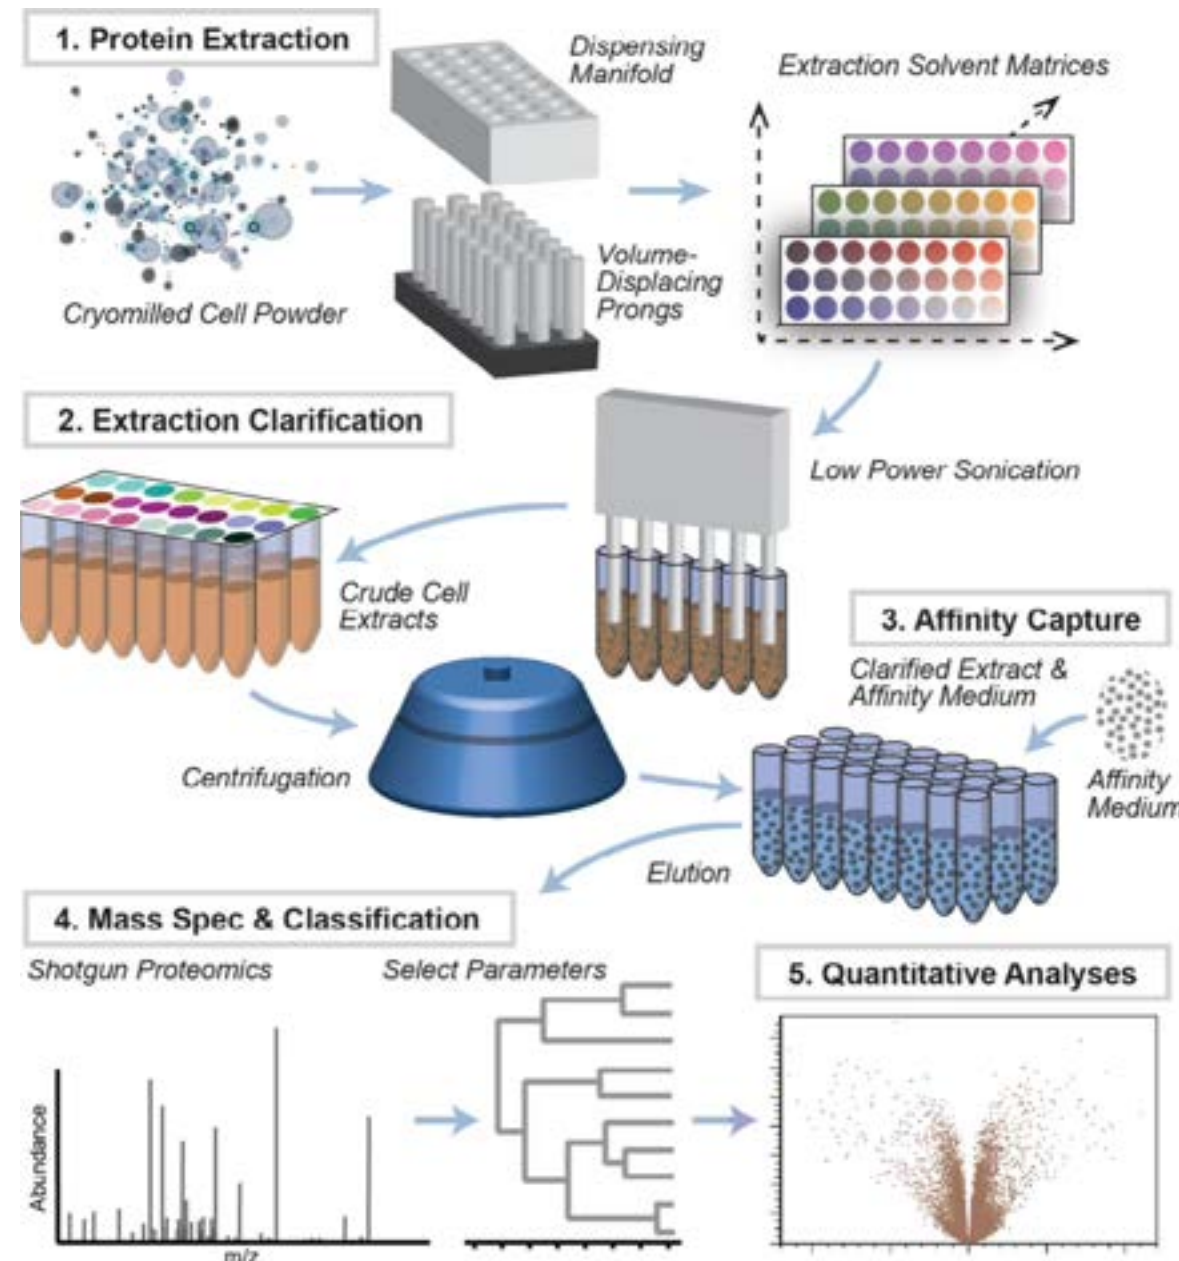 1. Protein Extraction
Dispensing
Manifold
Extraction Solvent Matrices
Cryomilled Cell Powder
Volume-
Displacing
Prongs
2. Extraction Clarification
Low Power Sonication
Crude Cell
Extracts
3. Affinity Capture
Clarified Extract &
Affinity Medium
Centrifugation
Affinity
Medium
Elution
4. Mass Spec & Classification
Shotgun Proteomics
Select Parameters
5. Quantitative Analyses
Abundance
m/z